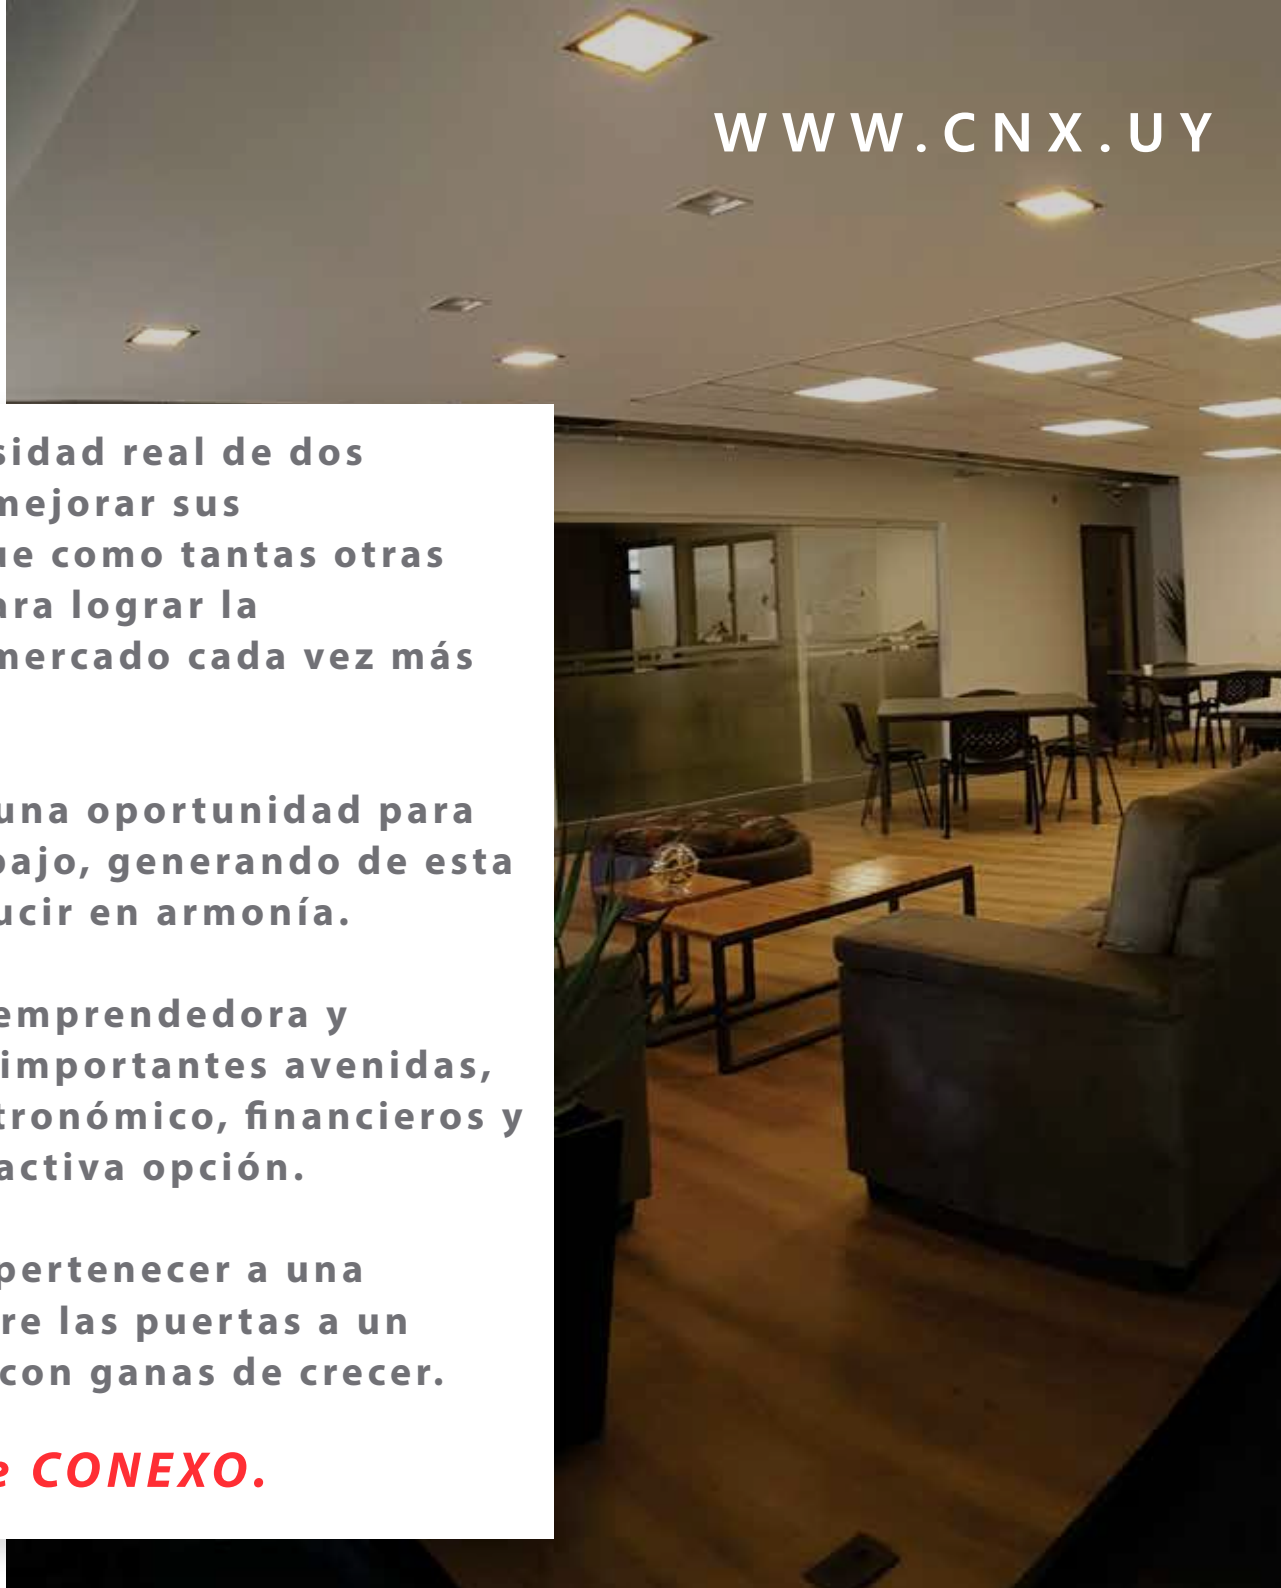 WWW.CNX.UY
sidad real de dos
mejorar sus
ue como tantas otras
ara lograr la
mercado cada vez más
una oportunidad para
bajo, generando de esta
ucir en armonía.
emprendedora y
importantes avenidas,
tronómico, financieros y
activa opción.
pertenecer a una
re las puertas a un
con ganas de crecer.
e CONEXO.